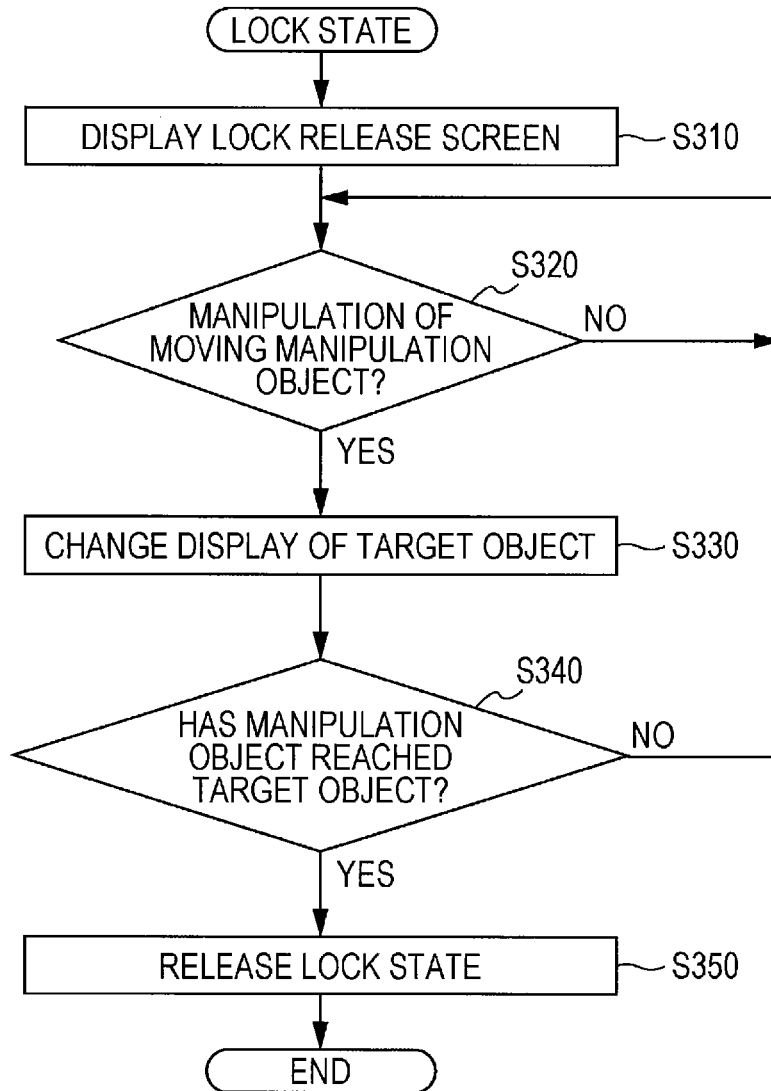 LOCK STATE
DISPLAY LOCK RELEASE SCREEN
S310
S320
MANIPULATION OF
MOVING MANIPULATION
OBJECT?
NO
YES
CHANGE DISPLAY OF TARGET OBJECT
S330
S340
HAS MANIPULATION
OBJECT REACHED
TARGET OBJECT?
NO
YES
RELEASE LOCK STATE
S350
END